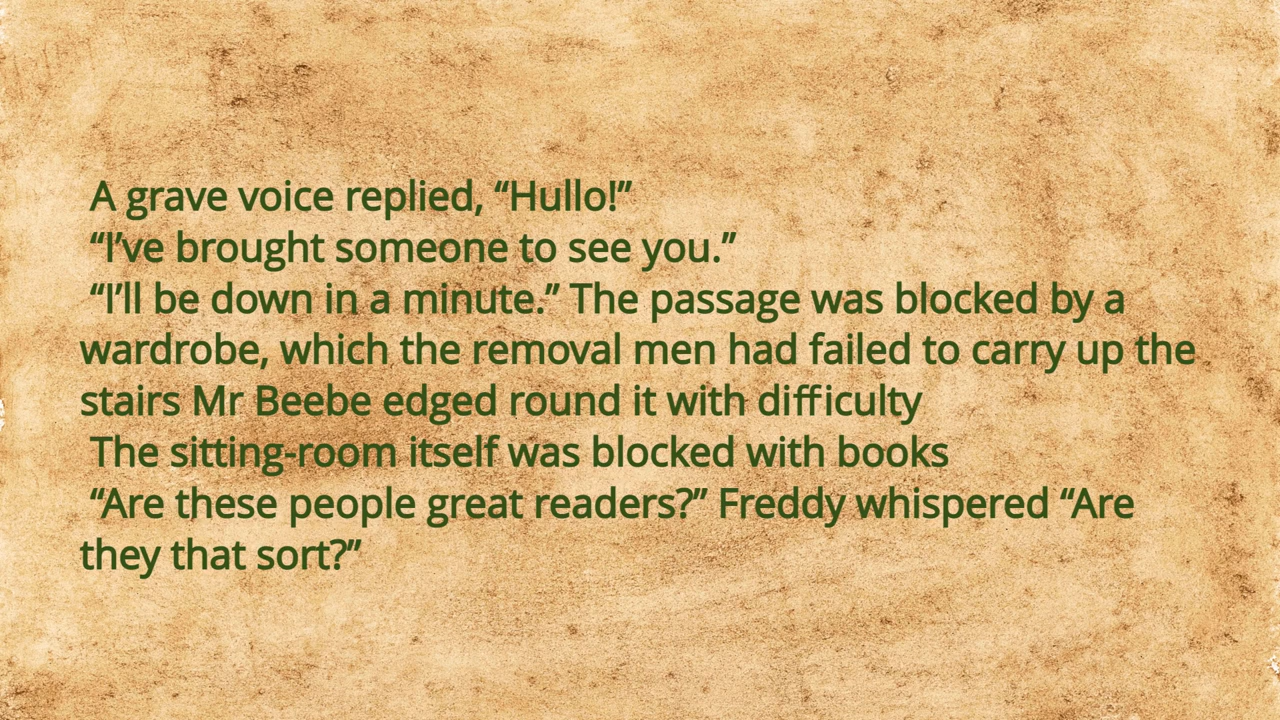 A grave voice replied, “Hullo!”
“I’ve brought someone to see you.”
“I’ll be down in a minute.” The passage was blocked by a
wardrobe, which the removal men had failed to carry up the
stairs Mr Beebe edged round it with difficulty
The sitting-room itself was blocked with books
“Are these people great readers?” Freddy whispered “Are
they that sort?”